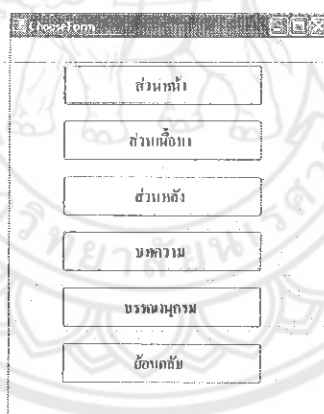 ChooseForm
ส่วนหน้า
ส่วนเนื้อหา
ส่วนหลัง
บทความ
บรรณานุกรม
ย้อนกลับ